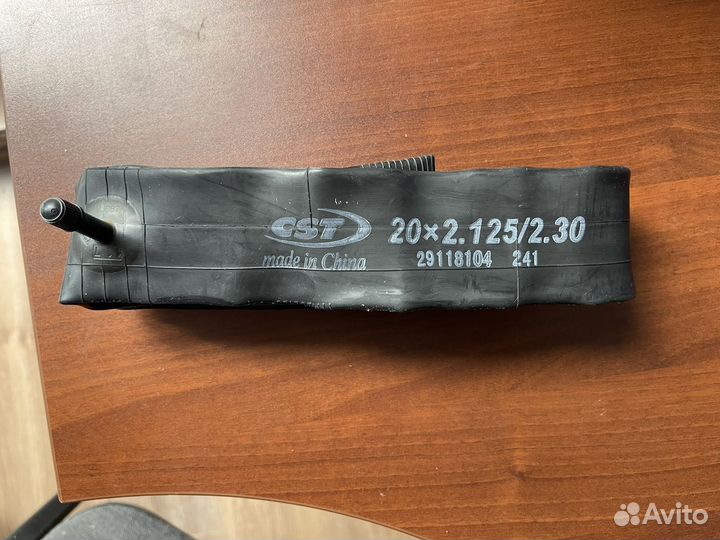 CST 20×2.125/2.30
made in China 29118104 241
Avito